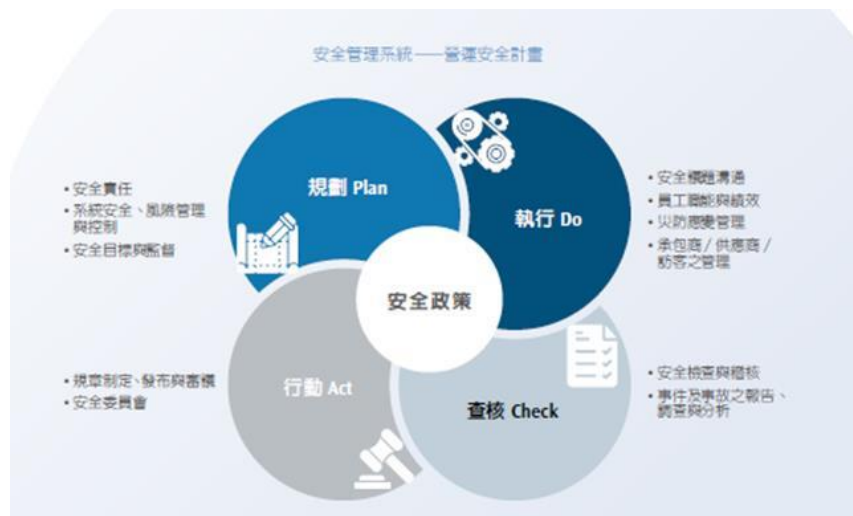 安全管理系統——營運安全計畫
規劃 Plan
• 安全責任
• 系統安全、風險管理
與控制
• 安全目標與監督
執行 Do
• 安全議題溝通
• 員工職能與績效
• 災防應變管理
• 承包商 / 供應商 /
訪客之管理
安全政策
行動 Act
• 規章制定、發布與審議
• 安全委員會
查核 Check
• 安全檢查與稽核
• 事件及事故之報告、
調查與分析